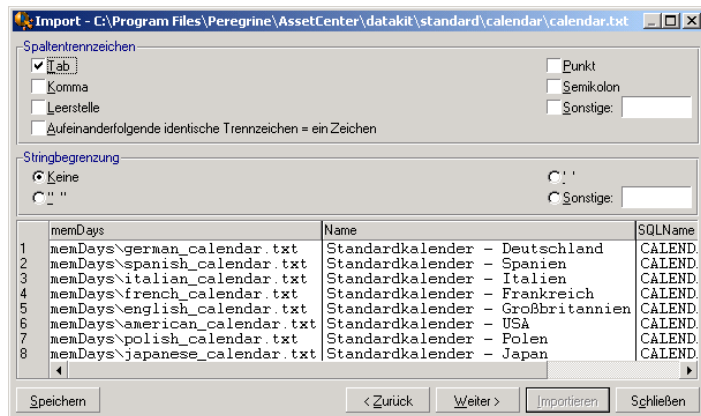 Import - C:\Program Files\Peregrine\AssetCenter\datakit\standard\calendar\calendar.txt
Spaltentrennzeichen
Tab
Punkt
Komma
Semikolon
Leerstelle
Sonstige:
Aufeinanderfolgende identische Trennzeichen = ein Zeichen
Stringbegrenzung
Keine
' '
" "
Sonstige:
memDays Name SQLName
1 memDays\german_calendar.txt Standardkalender - Deutschland CALEND.
2 memDays\spanish_calendar.txt Standardkalender - Spanien CALEND.
3 memDays\italian_calendar.txt Standardkalender - Italien CALEND.
4 memDays\french_calendar.txt Standardkalender - Frankreich CALEND.
5 memDays\english_calendar.txt Standardkalender - Großbritannien CALEND.
6 memDays\american_calendar.txt Standardkalender - USA CALEND.
7 memDays\polish_calendar.txt Standardkalender - Polen CALEND.
8 memDays\japanese_calendar.txt Standardkalender - Japan CALEND.
Speichern < Zurück Weiter > Importieren Schließen